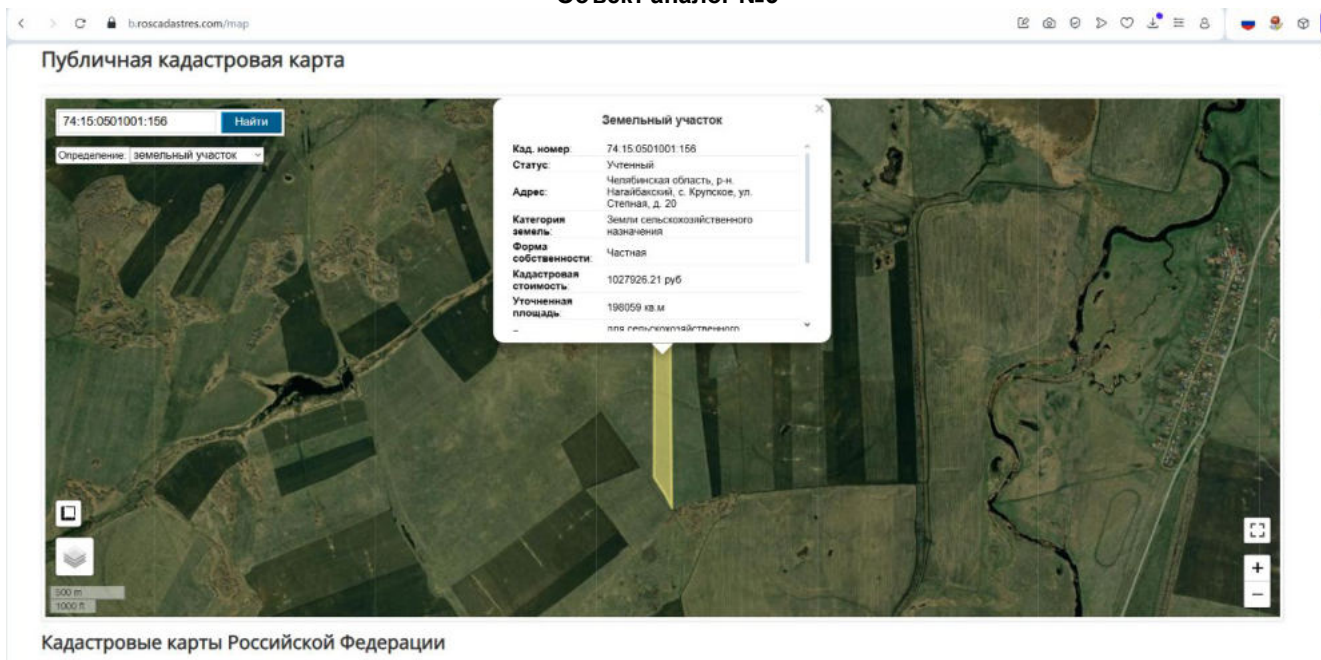 b.roscadastres.com/map
Публичная кадастровая карта
74:15:0501001:156 Найти
Определение: земельный участок
Земельный участок
Кад. номер: 74:15:0501001:156
Статус: Учтенный
Адрес: Челябинская область, р-н.
Нагайбакский, с. Крупское, ул.
Степная, д. 20
Категория земель: Земли сельскохозяйственного
назначения
Форма собственности: Частная
Кадастровая стоимость: 1027926.21 руб
Уточненная площадь: 198059 кв.м
для сельскохозяйственного
500 m
1000 ft
Кадастровые карты Российской Федерации